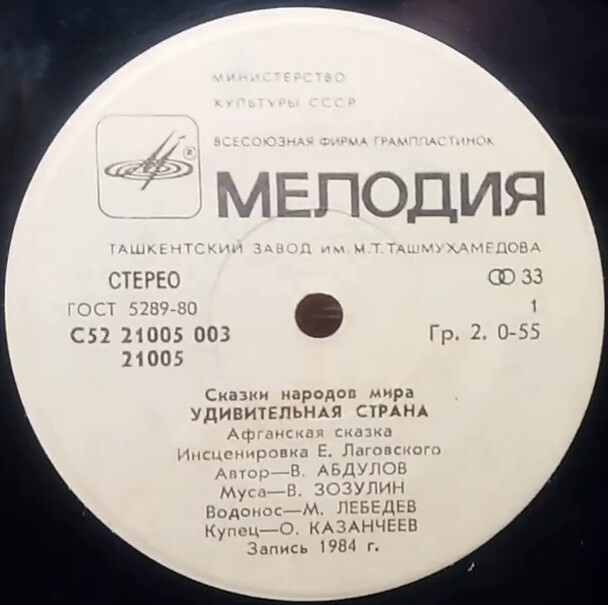 МИНИСТЕРСТВО
КУЛЬТУРЫ СССР
ВСЕСОЮЗНАЯ ФИРМА ГРАМПЛАСТИНОК
®
МЕЛОДИЯ
ТАШКЕНТСКИЙ ЗАВОД ИМ. М.Т. ТАШМУХАМЕДОВА
СТЕРЕО
33
ГОСТ 5289-80
1
С52 21005 003
Гр. 2. 0-55
21005
Сказки народов мира
УДИВИТЕЛЬНАЯ СТРАНА
Афганская сказка
Инсценировка Е. Лаговского
Автор—В. АБДУЛОВ
Муса—В. ЗОЗУЛИН
Водонос—М. ЛЕБЕДЕВ
Купец—О. КАЗАНЧЕЕВ
Запись 1984 г.